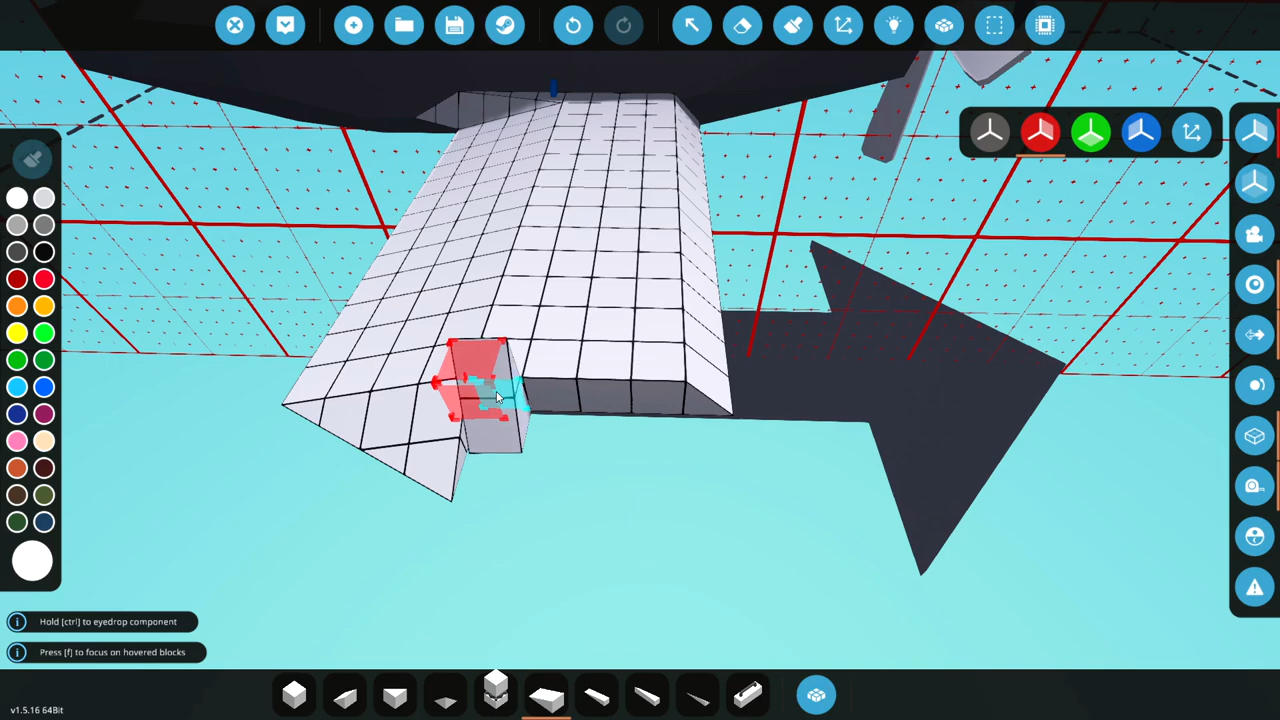 Hold [ctrl] to eyedrop component
Press [f] to focus on hovered blocks
v1.5.16 64Bit